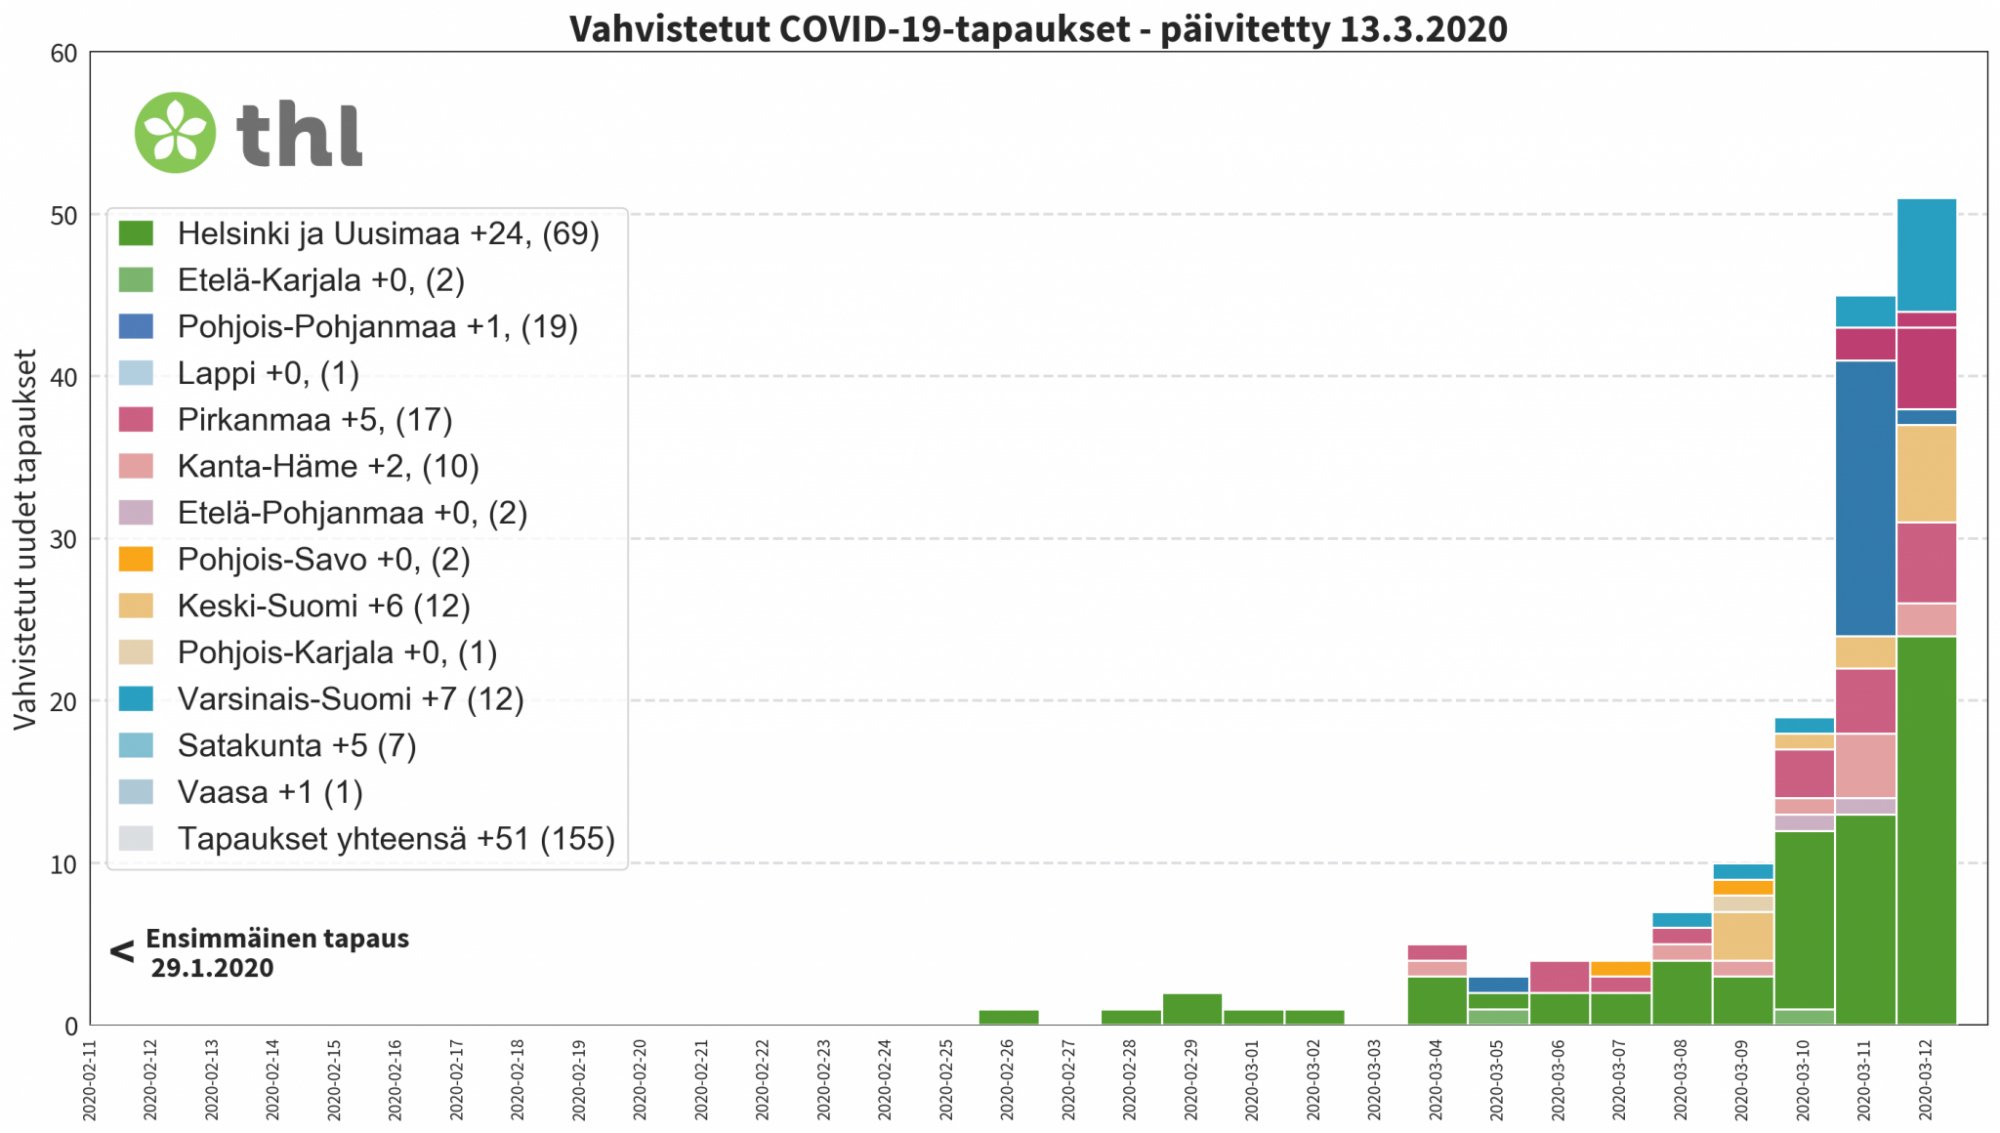 Vahvistetut COVID-19-tapaukset - päivitetty 13.3.2020
60
50
40
30
20
10
0
Vahvistetut uudet tapaukset
thl
Helsinki ja Uusimaa +24, (69)
Etelä-Karjala +0, (2)
Pohjois-Pohjanmaa +1, (19)
Lappi +0, (1)
Pirkanmaa +5, (17)
Kanta-Häme +2, (10)
Etelä-Pohjanmaa +0, (2)
Pohjois-Savo +0, (2)
Keski-Suomi +6 (12)
Pohjois-Karjala +0, (1)
Varsinais-Suomi +7 (12)
Satakunta +5 (7)
Vaasa +1 (1)
Tapaukset yhteensä +51 (155)
< Ensimmäinen tapaus
29.1.2020
2020-02-11
2020-02-12
2020-02-13
2020-02-14
2020-02-15
2020-02-16
2020-02-17
2020-02-18
2020-02-19
2020-02-20
2020-02-21
2020-02-22
2020-02-23
2020-02-24
2020-02-25
2020-02-26
2020-02-27
2020-02-28
2020-02-29
2020-03-01
2020-03-02
2020-03-03
2020-03-04
2020-03-05
2020-03-06
2020-03-07
2020-03-08
2020-03-09
2020-03-10
2020-03-11
2020-03-12